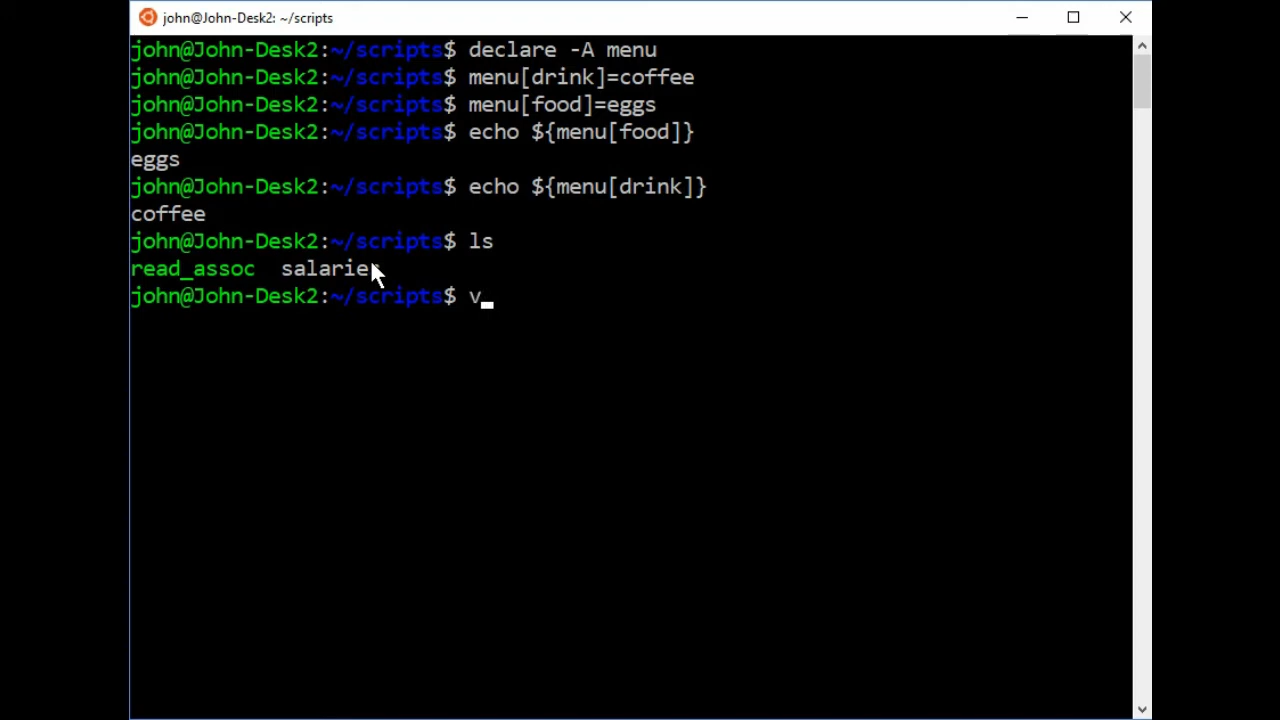 john@John-Desk2: ~/scripts
john@John-Desk2:~/scripts$ declare -A menu
john@John-Desk2:~/scripts$ menu[drink]=coffee
john@John-Desk2:~/scripts$ menu[food]=eggs
john@John-Desk2:~/scripts$ echo ${menu[food]}
eggs
john@John-Desk2:~/scripts$ echo ${menu[drink]}
coffee
john@John-Desk2:~/scripts$ ls
read_assoc  salaries
john@John-Desk2:~/scripts$ v